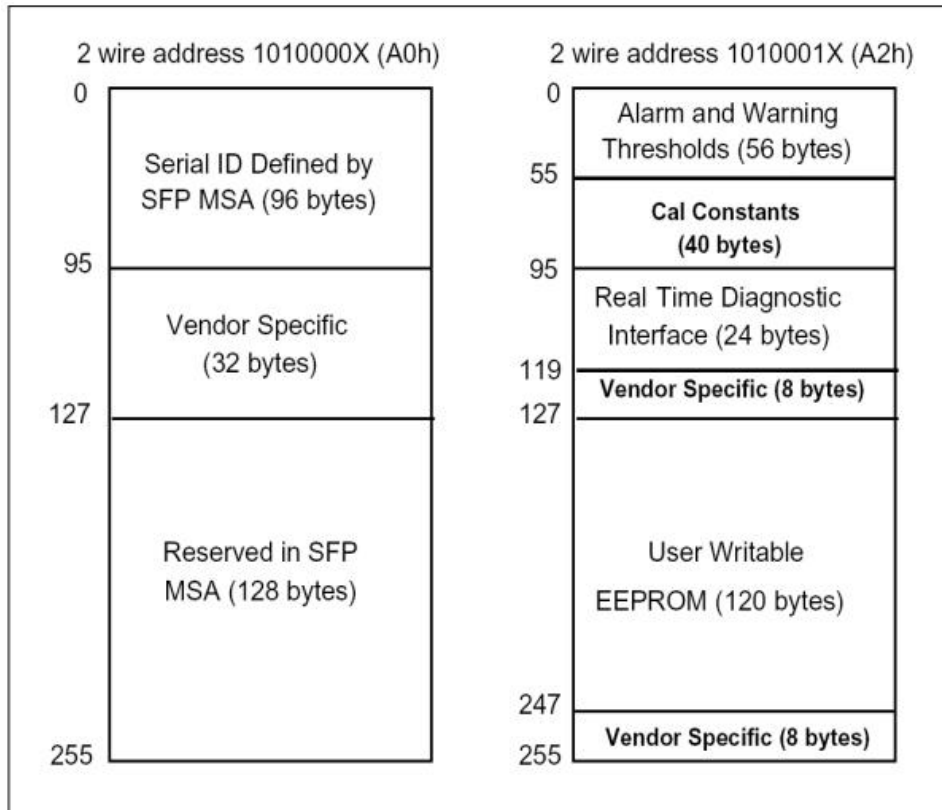 2 wire address 1010000X (A0h)
0
Serial ID Defined by
SFP MSA (96 bytes)
95
Vendor Specific
(32 bytes)
127
Reserved in SFP
MSA (128 bytes)
255
2 wire address 1010001X (A2h)
0
Alarm and Warning
Thresholds (56 bytes)
55
Cal Constants
(40 bytes)
95
Real Time Diagnostic
Interface (24 bytes)
119
Vendor Specific (8 bytes)
127
User Writable
EEPROM (120 bytes)
247
Vendor Specific (8 bytes)
255